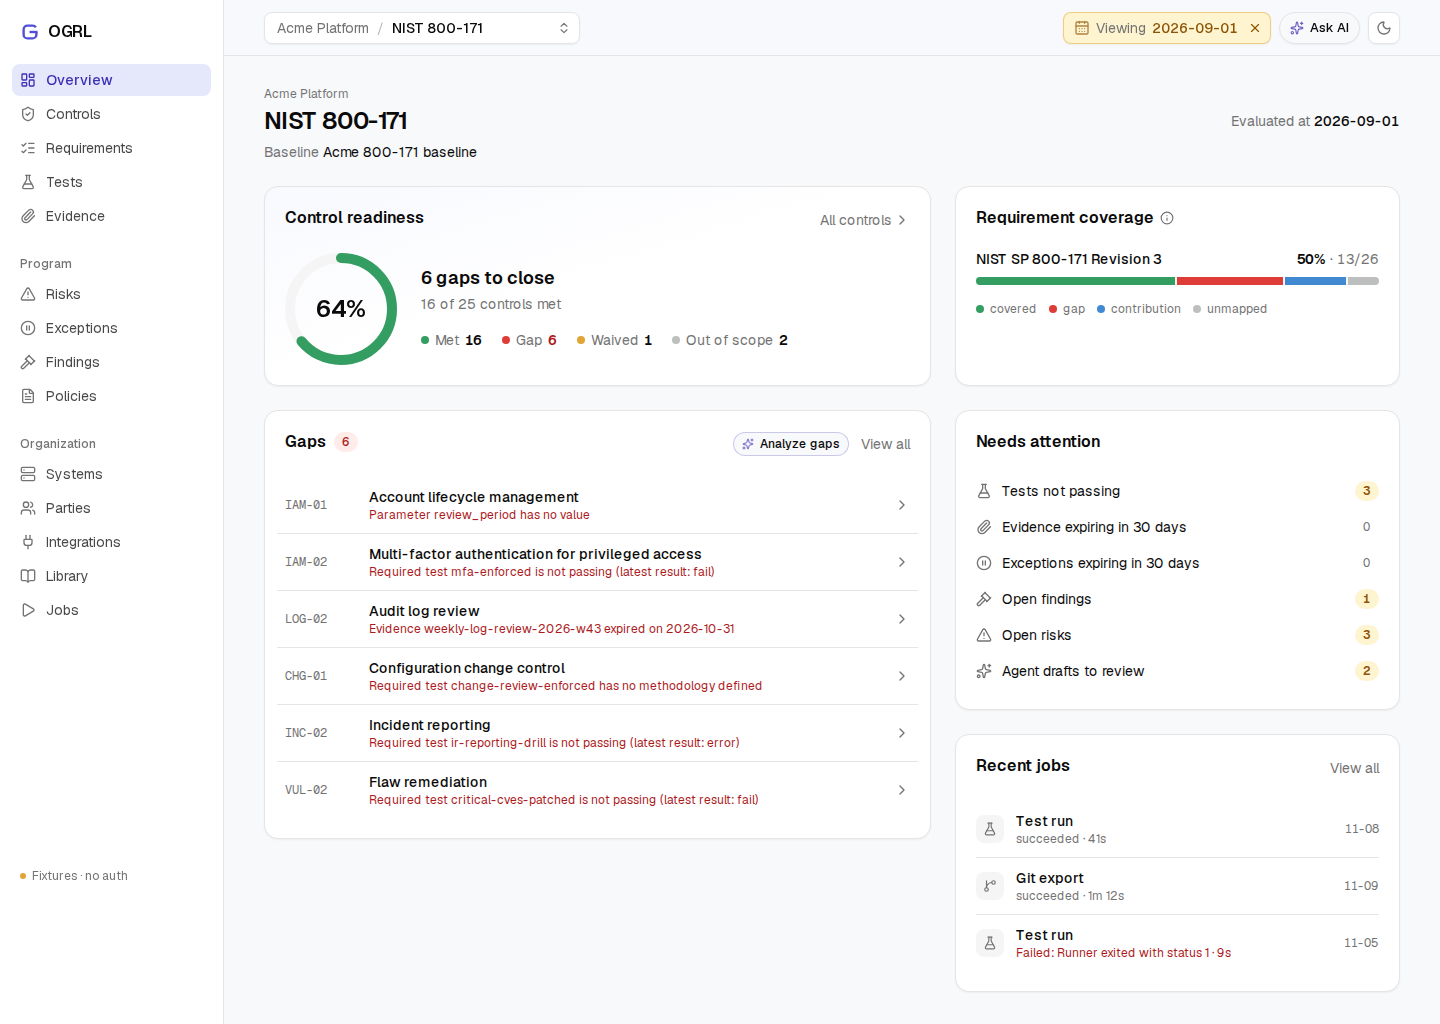 OGRL
Overview
Controls
Requirements
Tests
Evidence
Program
Risks
Exceptions
Findings
Policies
Organization
Systems
Parties
Integrations
Library
Jobs
Fixtures · no auth
Acme Platform / NIST 800-171
Viewing 2026-09-01
Ask AI
Acme Platform
NIST 800-171
Baseline Acme 800-171 baseline
Evaluated at 2026-09-01
Control readiness
All controls
64%
6 gaps to close
16 of 25 controls met
Met 16 Gap 6 Waived 1 Out of scope 2
Requirement coverage
NIST SP 800-171 Revision 3 50% · 13/26
covered gap contribution unmapped
Gaps 6
Analyze gaps
View all
IAM-01 Account lifecycle management
Parameter review_period has no value
IAM-02 Multi-factor authentication for privileged access
Required test mfa-enforced is not passing (latest result: fail)
LOG-02 Audit log review
Evidence weekly-log-review-2026-w43 expired on 2026-10-31
CHG-01 Configuration change control
Required test change-review-enforced has no methodology defined
INC-02 Incident reporting
Required test ir-reporting-drill is not passing (latest result: error)
VUL-02 Flaw remediation
Required test critical-cves-patched is not passing (latest result: fail)
Needs attention
Tests not passing 3
Evidence expiring in 30 days 0
Exceptions expiring in 30 days 0
Open findings 1
Open risks 3
Agent drafts to review 2
Recent jobs
View all
Test run 11-08
succeeded · 41s
Git export 11-09
succeeded · 1m 12s
Test run 11-05
Failed: Runner exited with status 1 · 9s